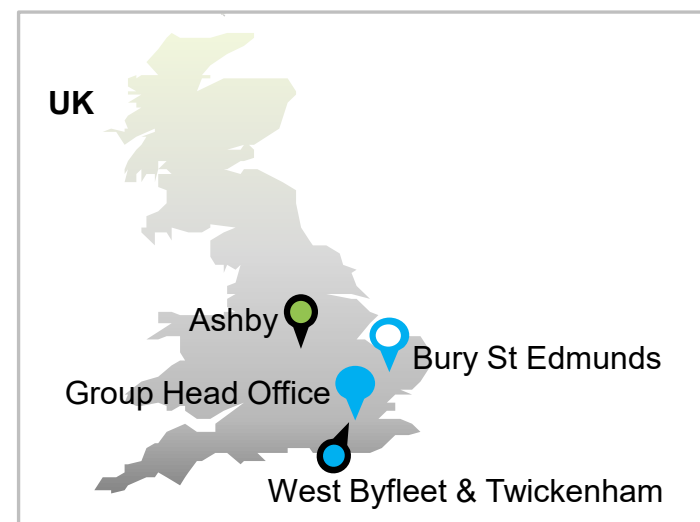 UK
Ashby
Bury St Edmunds
Group Head Office
West Byfleet & Twickenham